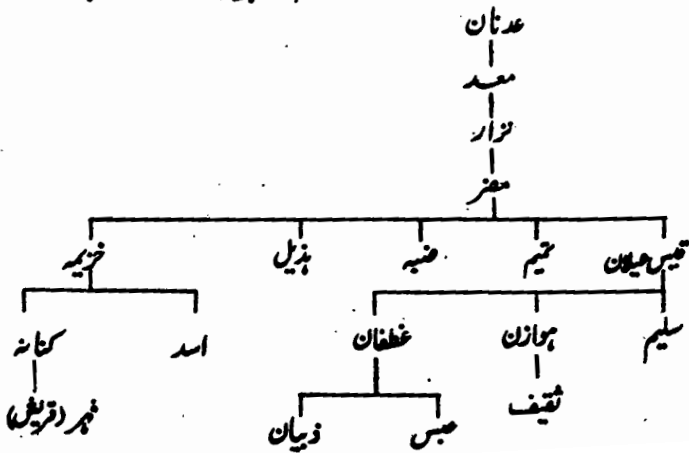 عدنان
معد
نزار
مضر
قیس عیلان تمیم ضبہ ہذیل خزیمہ
سلیم ہوازن غطفان اسد کنانہ
ثقیف فہر (قریش)
عبس ذبیان